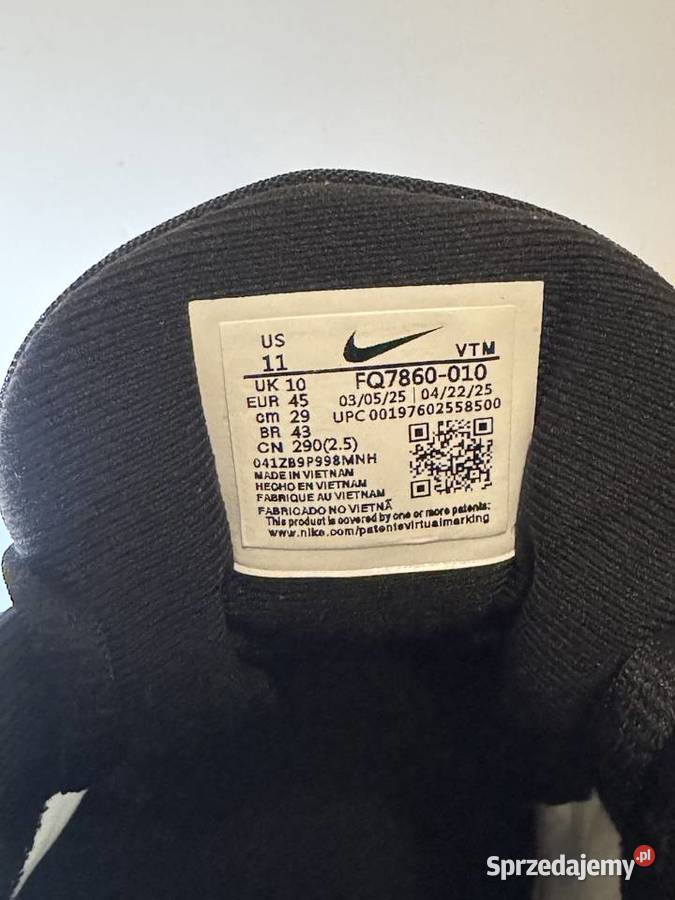 US
11
VTM
UK 10
FQ7860-010
EUR 45
03/05/25 | 04/22/25
cm 29
UPC 00197602558500
BR 43
CN 290(2.5)
041ZB9P998MNH
MADE IN VIETNAM
HECHO EN VIETNAM
FABRIQUE AU VIETNAM
FABRICADO NO VIETNÃ
This product is covered by one or more patents:
www.nike.com/patentsvirtualmarking
Sprzedajemy.pl